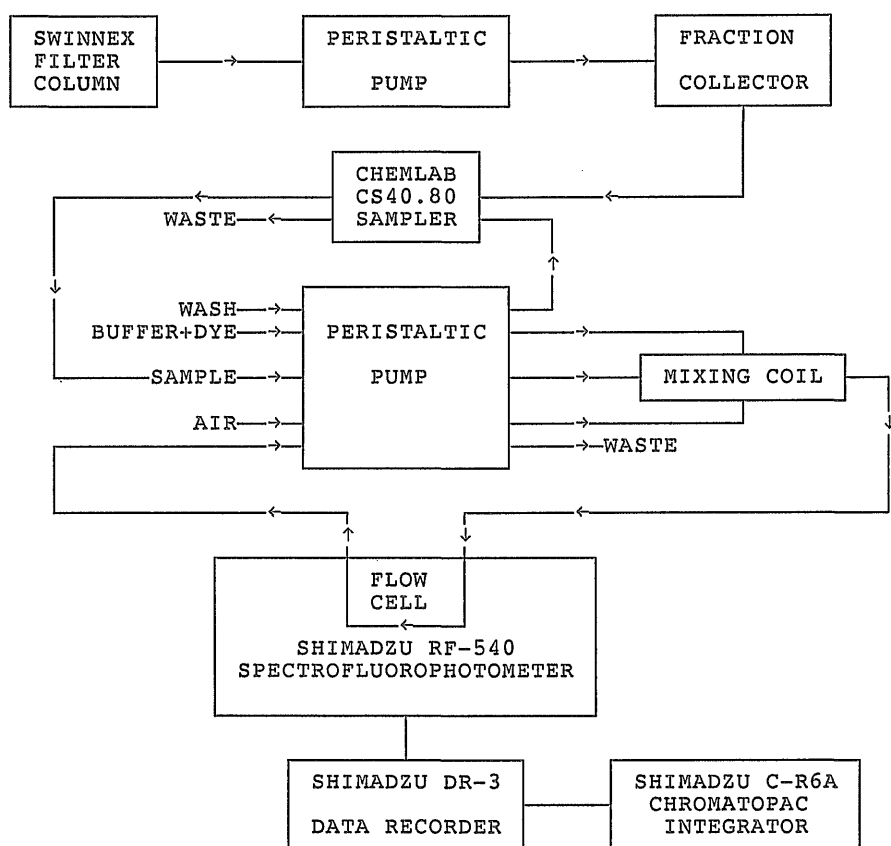 SWINNEX
FILTER
COLUMN
PERISTALTIC
PUMP
FRACTION
COLLECTOR
CHEMLAB
CS40.80
SAMPLER
WASTE
WASH
BUFFER+DYE
SAMPLE
AIR
PERISTALTIC
PUMP
MIXING COIL
WASTE
FLOW
CELL
SHIMADZU RF-540
SPECTROFLUOROPHOTOMETER
SHIMADZU DR-3
DATA RECORDER
SHIMADZU C-R6A
CHROMATOPAC
INTEGRATOR